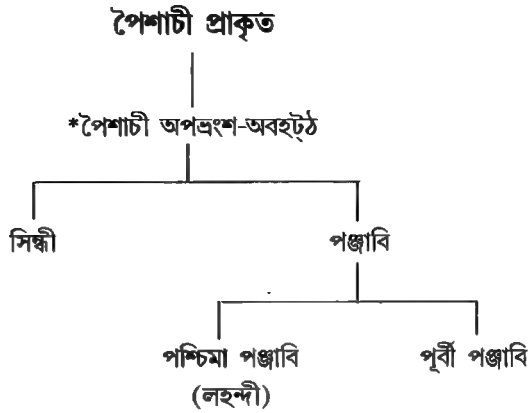 পৈশাচী প্রাকৃত
*পৈশাচী অপভ্রংশ-অবহট্‌ঠ
সিন্ধী পঞ্জাবি
পশ্চিমা পঞ্জাবি পূর্বী পঞ্জাবি
(লহন্দী)